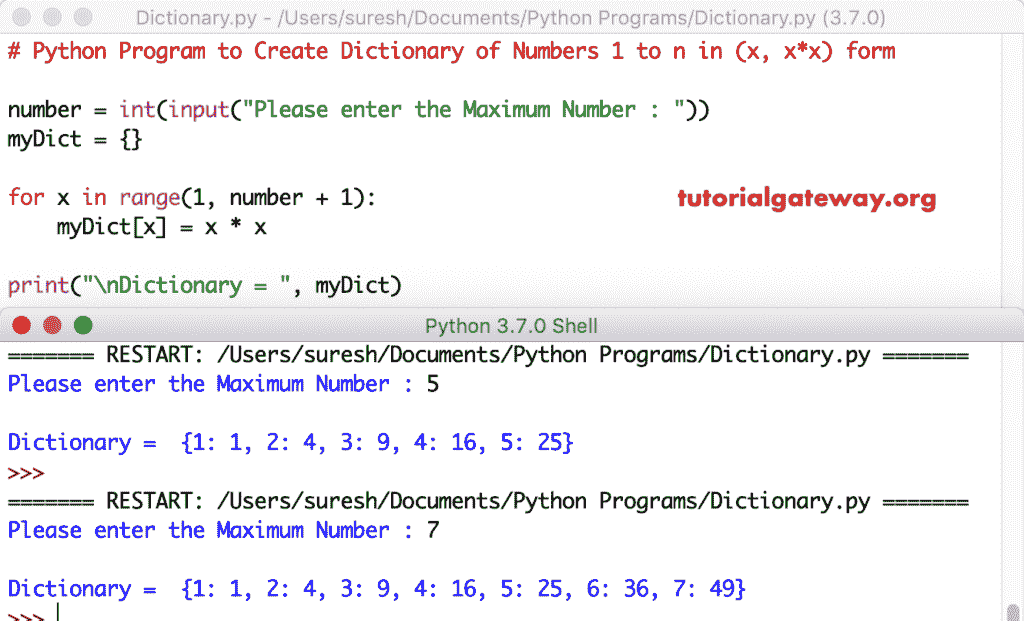 Dictionary.py - /Users/suresh/Documents/Python Programs/Dictionary.py (3.7.0)
# Python Program to Create Dictionary of Numbers 1 to n in (x, x*x) form
number = int(input("Please enter the Maximum Number : "))
myDict = {}
for x in range(1, number + 1):
tutorialgateway.org
    myDict[x] = x * x
print("\nDictionary = ", myDict)
Python 3.7.0 Shell
======= RESTART: /Users/suresh/Documents/Python Programs/Dictionary.py =======
Please enter the Maximum Number : 5
Dictionary =  {1: 1, 2: 4, 3: 9, 4: 16, 5: 25}
>>>
======= RESTART: /Users/suresh/Documents/Python Programs/Dictionary.py =======
Please enter the Maximum Number : 7
Dictionary =  {1: 1, 2: 4, 3: 9, 4: 16, 5: 25, 6: 36, 7: 49}
>>>